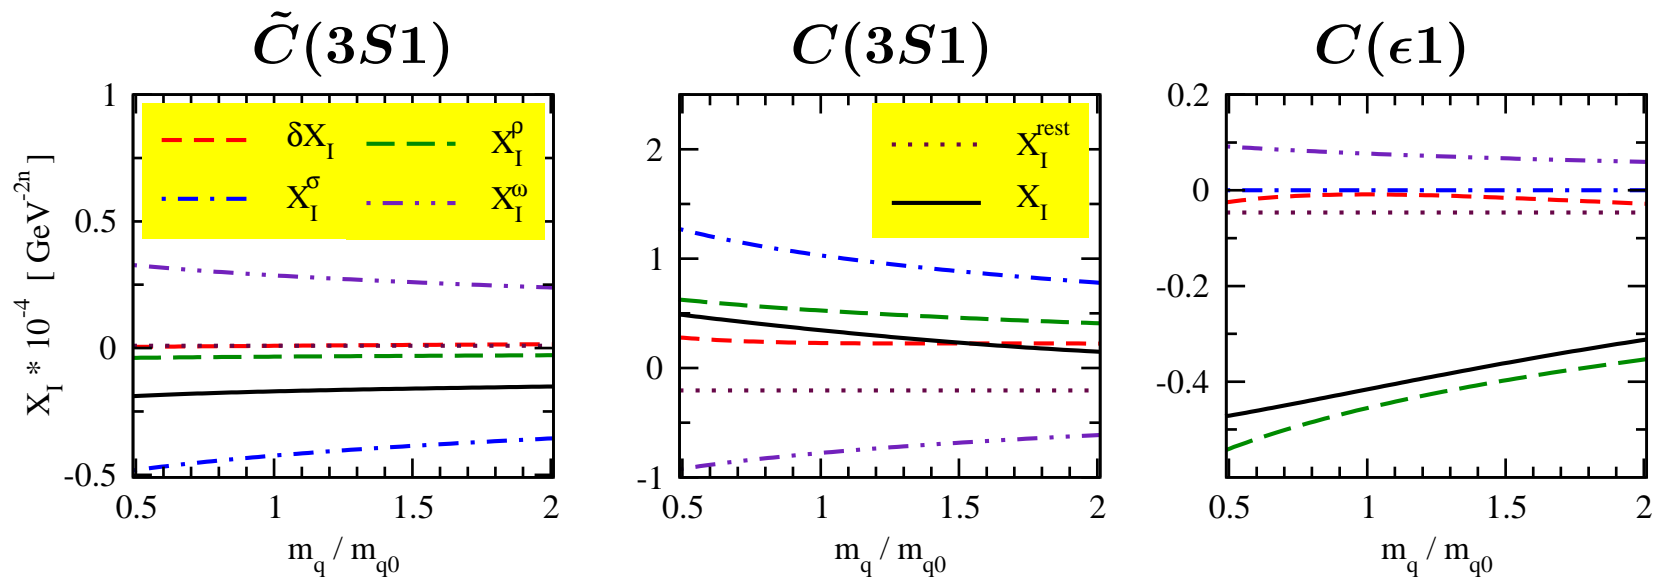 C̃(3S1)
C(3S1)
C(ϵ1)
X_I * 10^-4 [ GeV^-2n ]
1
0.5
0
-0.5
δX_I
X_I^ρ
X_I^σ
X_I^ω
0.5
1
1.5
2
m_q / m_q0
2
1
0
-1
X_I^rest
X_I
0.5
1
1.5
2
m_q / m_q0
0.2
0
-0.2
-0.4
0.5
1
1.5
2
m_q / m_q0